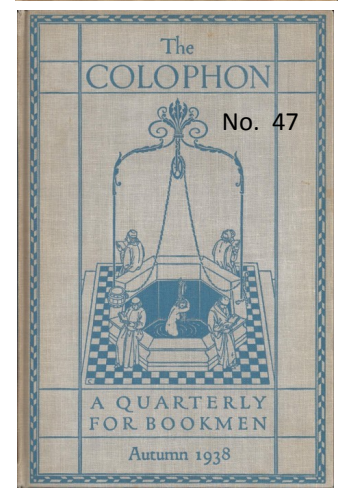 The
COLOPHON
No. 47
A QUARTERLY
FOR BOOKMEN
Autumn 1938